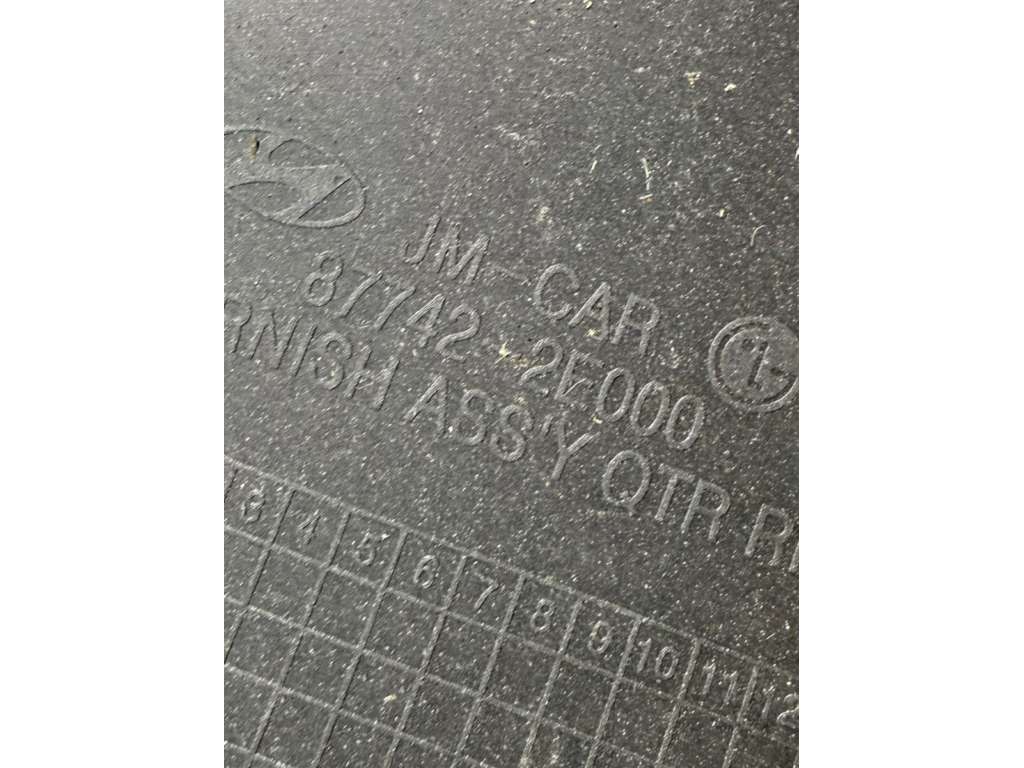 JM-CAR
87742-2E000
RNISH ASS'Y QTR R
3 4 5 6 7 8 9 10 11 12